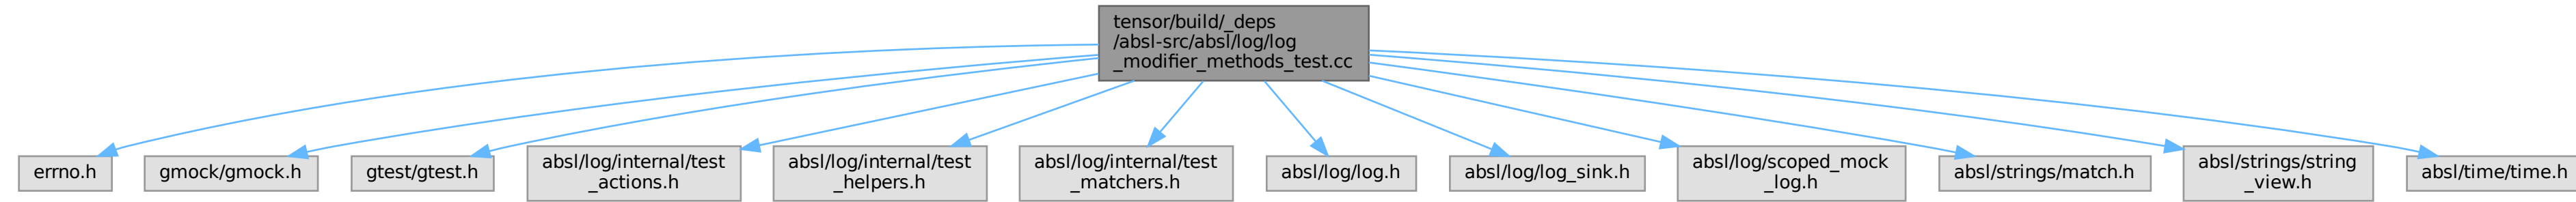 tensor/build/_deps
/absl-src/absl/log/log
_modifier_methods_test.cc
errno.h
gmock/gmock.h
gtest/gtest.h
absl/log/internal/test
_actions.h
absl/log/internal/test
_helpers.h
absl/log/internal/test
_matchers.h
absl/log/log.h
absl/log/log_sink.h
absl/log/scoped_mock
_log.h
absl/strings/match.h
absl/strings/string
_view.h
absl/time/time.h